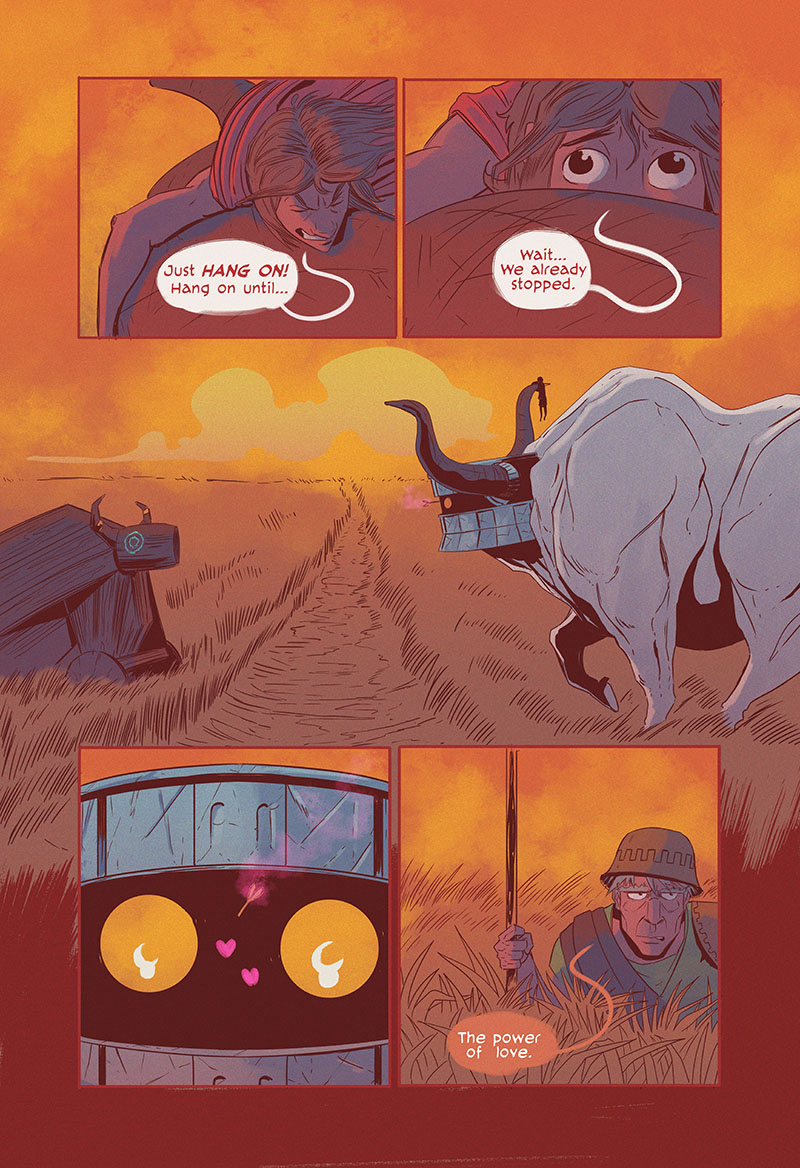 Just HANG ON!
Hang on until...
Wait...
We already
stopped.
The power
of love.